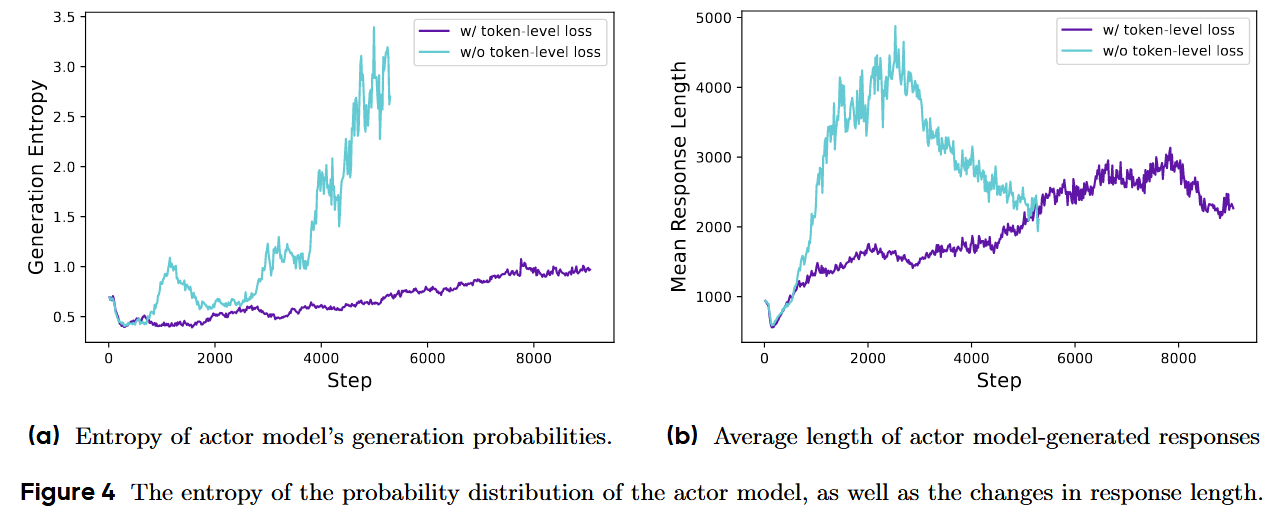 3.5
3.0
2.5
2.0
1.5
1.0
0.5
Generation Entropy
w/ token-level loss
w/o token-level loss
0 2000 4000 6000 8000
Step
5000
4000
3000
2000
1000
Mean Response Length
w/ token-level loss
w/o token-level loss
0 2000 4000 6000 8000
Step
(a) Entropy of actor model’s generation probabilities.
(b) Average length of actor model-generated responses
Figure 4 The entropy of the probability distribution of the actor model, as well as the changes in response length.